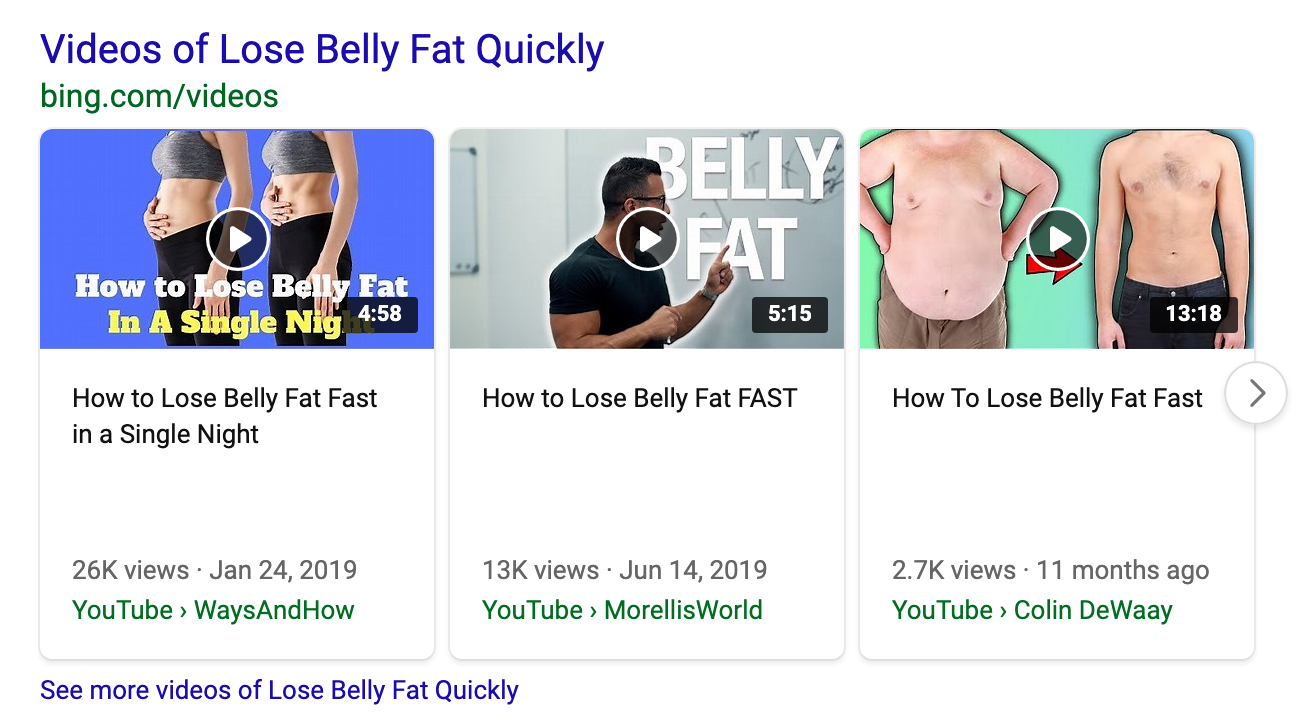 Videos of Lose Belly Fat Quickly
bing.com/videos
How to Lose Belly Fat
In A Single
4:58
BELLY
FAT
5:15
13:18
How to Lose Belly Fat Fast
in a Single Night
How to Lose Belly Fat FAST
How To Lose Belly Fat Fast
26K views · Jan 24, 2019
13K views · Jun 14, 2019
2.7K views · 11 months ago
YouTube › WaysAndHow
YouTube › MorellisWorld
YouTube › Colin DeWaay
See more videos of Lose Belly Fat Quickly